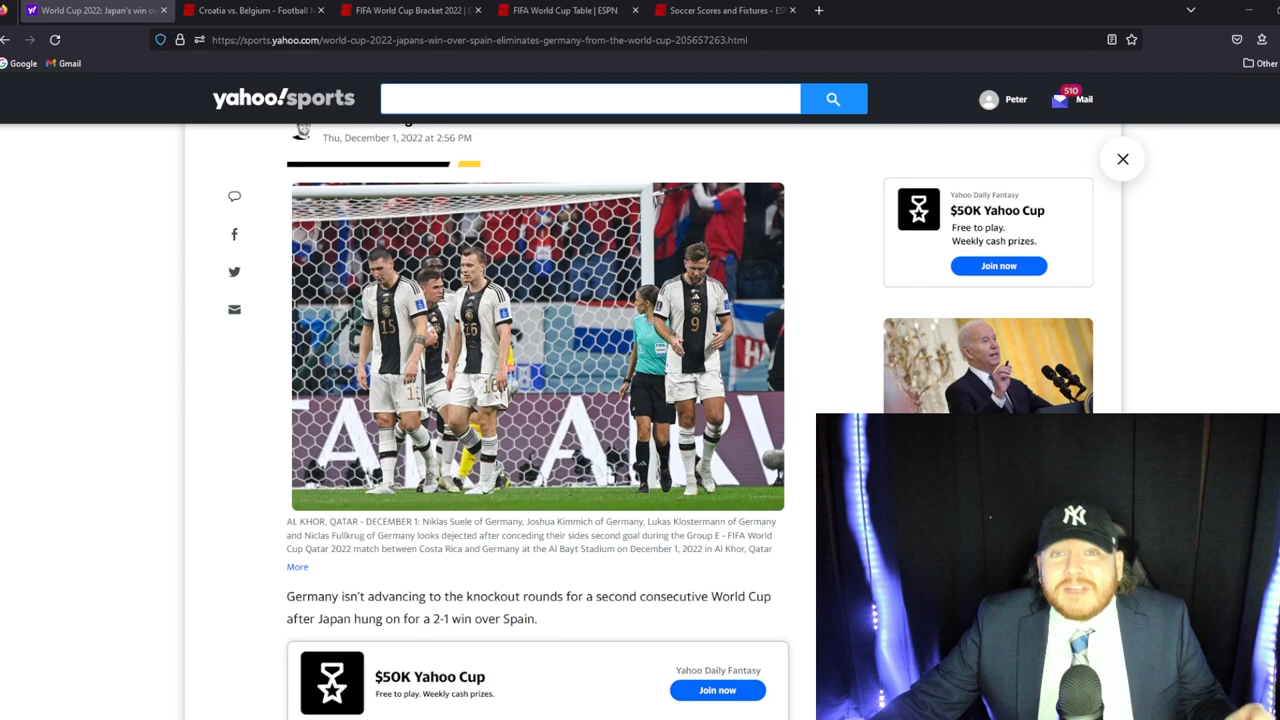 World Cup 2022: Japan's win ov
Croatia vs. Belgium - Football M
FIFA World Cup Bracket 2022 | E
FIFA World Cup Table | ESPN
Soccer Scores and Fixtures - ES
https://sports.yahoo.com/world-cup-2022-japans-win-over-spain-eliminates-germany-from-the-world-cup-205657263.html
Google
Gmail
Other
yahoo!sports
Peter
510
Mail
Thu, December 1, 2022 at 2:56 PM
Yahoo Daily Fantasy
$50K Yahoo Cup
Free to play.
Weekly cash prizes.
Join now
15
16
9
AL KHOR, QATAR - DECEMBER 1: Niklas Suele of Germany, Joshua Kimmich of Germany, Lukas Klostermann of Germany
and Niclas Fullkrug of Germany looks dejected after conceding their sides second goal during the Group E - FIFA World
Cup Qatar 2022 match between Costa Rica and Germany at the Al Bayt Stadium on December 1, 2022 in Al Khor, Qatar
More
Germany isn't advancing to the knockout rounds for a second consecutive World Cup
after Japan hung on for a 2-1 win over Spain.
$50K Yahoo Cup
Free to play. Weekly cash prizes.
Yahoo Daily Fantasy
Join now
NY